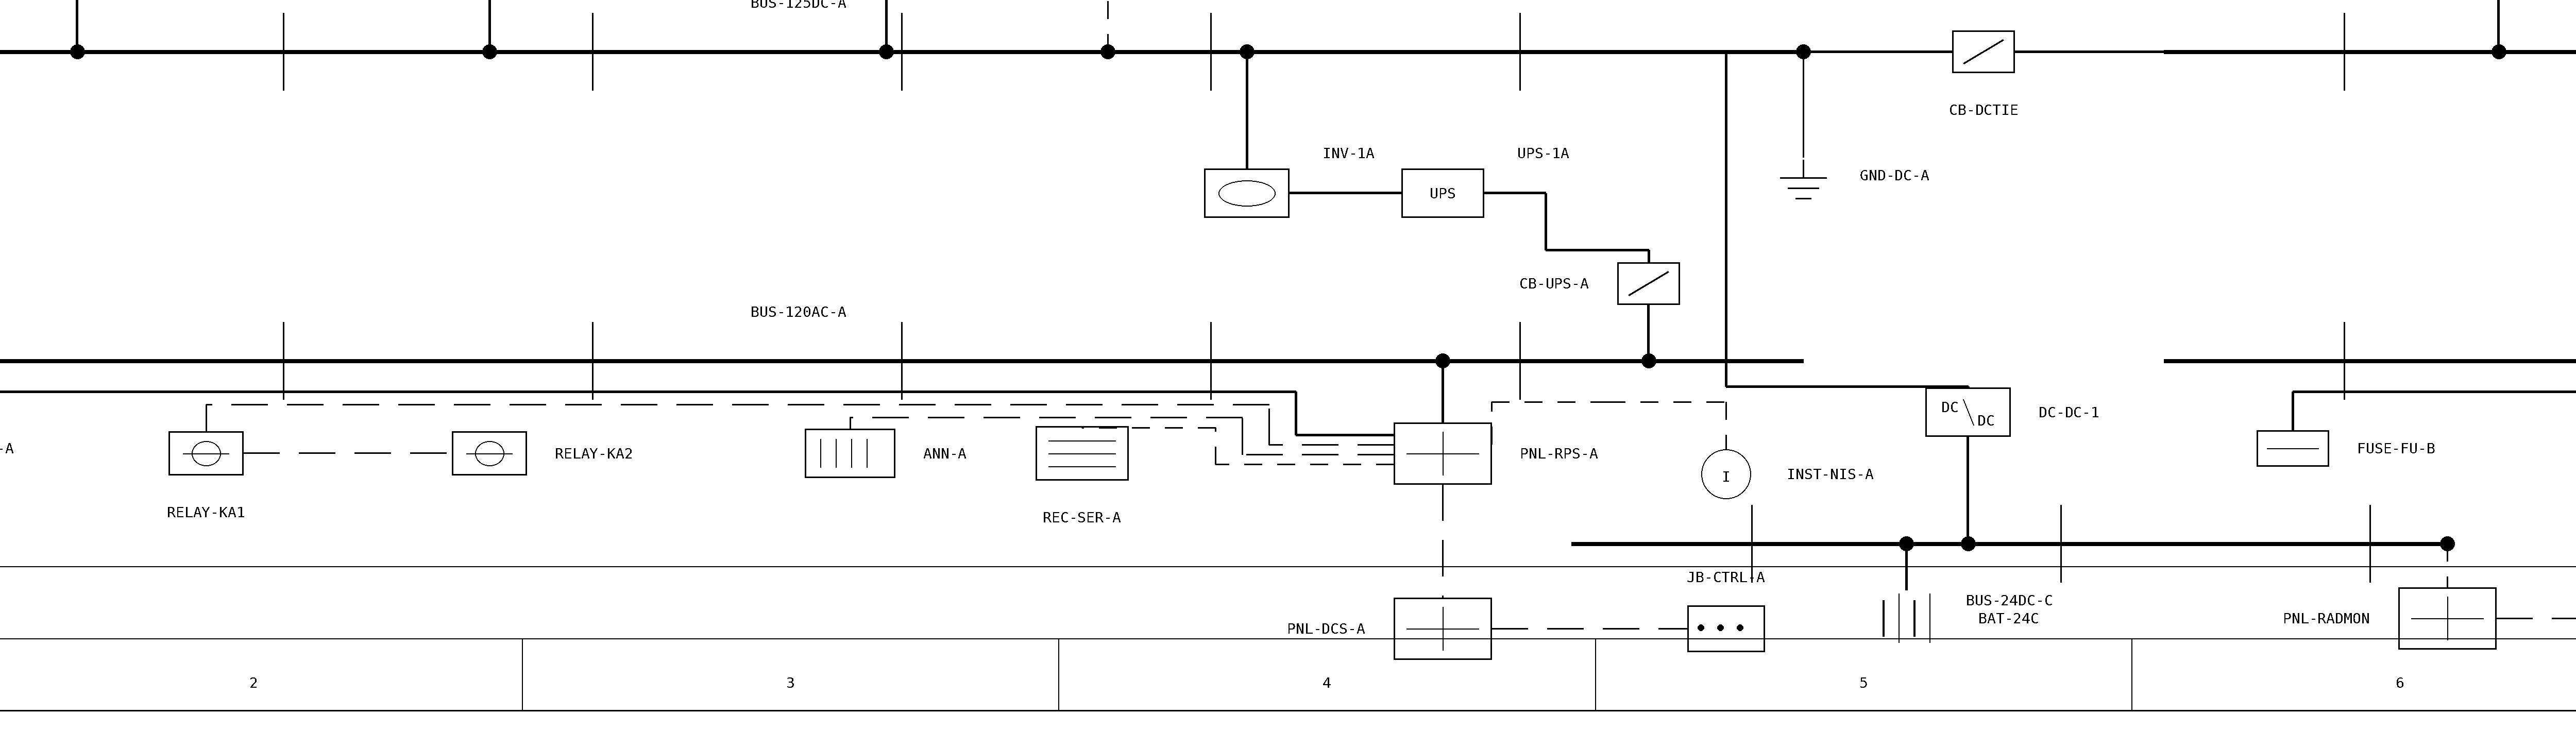 BUS-125DC-A
CB-DCTIE
INV-1A
UPS-1A
GND-DC-A
UPS
CB-UPS-A
BUS-120AC-A
DC
DC
DC-DC-1
-A
RELAY-KA2
ANN-A
PNL-RPS-A
I
INST-NIS-A
FUSE-FU-B
RELAY-KA1
REC-SER-A
JB-CTRL-A
BUS-24DC-C
BAT-24C
PNL-RADMON
PNL-DCS-A
2
3
4
5
6